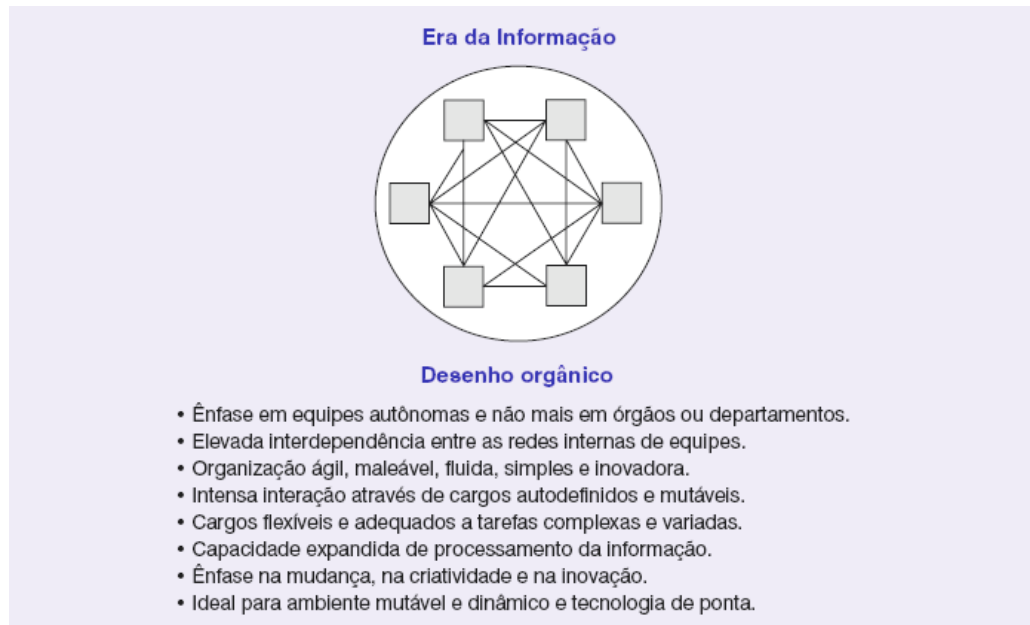 Era da Informação
Desenho orgânico
• Ênfase em equipes autônomas e não mais em órgãos ou departamentos.
• Elevada interdependência entre as redes internas de equipes.
• Organização ágil, maleável, fluida, simples e inovadora.
• Intensa interação através de cargos autodefinidos e mutáveis.
• Cargos flexíveis e adequados a tarefas complexas e variadas.
• Capacidade expandida de processamento da informação.
• Ênfase na mudança, na criatividade e na inovação.
• Ideal para ambiente mutável e dinâmico e tecnologia de ponta.